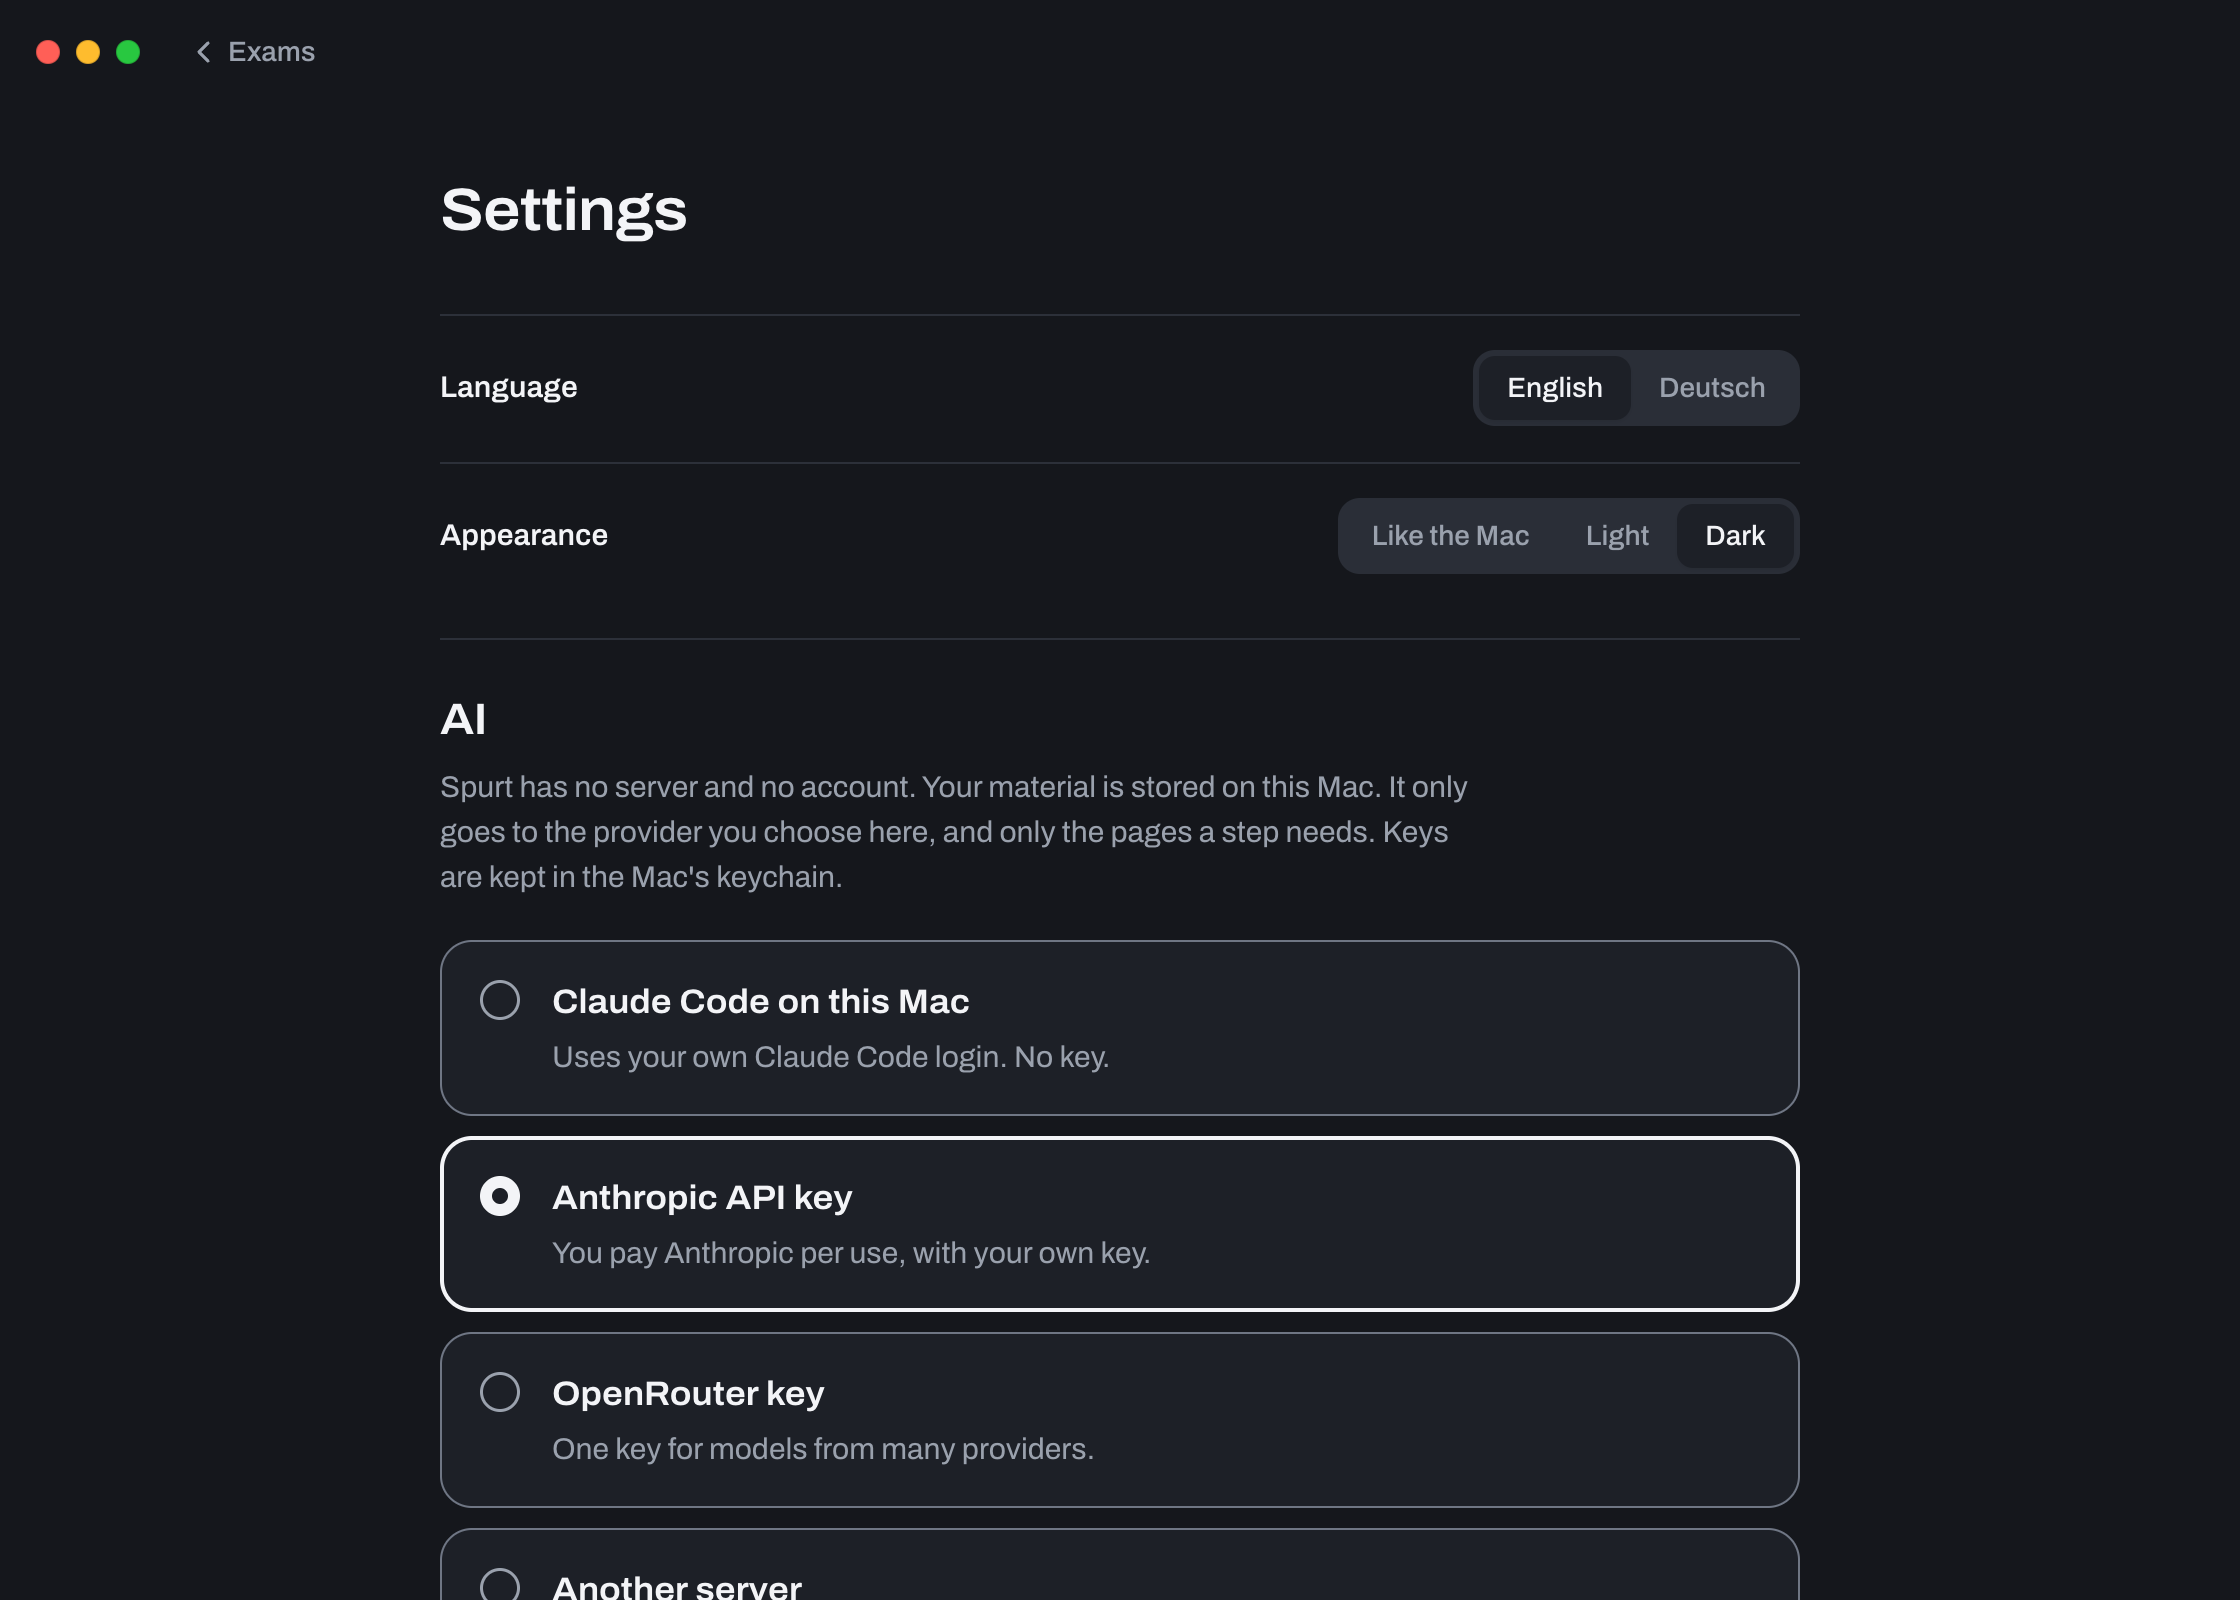 Exams
Settings
Language
English Deutsch
Appearance
Like the Mac Light Dark
AI
Spurt has no server and no account. Your material is stored on this Mac. It only
goes to the provider you choose here, and only the pages a step needs. Keys
are kept in the Mac's keychain.
Claude Code on this Mac
Uses your own Claude Code login. No key.
Anthropic API key
You pay Anthropic per use, with your own key.
OpenRouter key
One key for models from many providers.
Another server